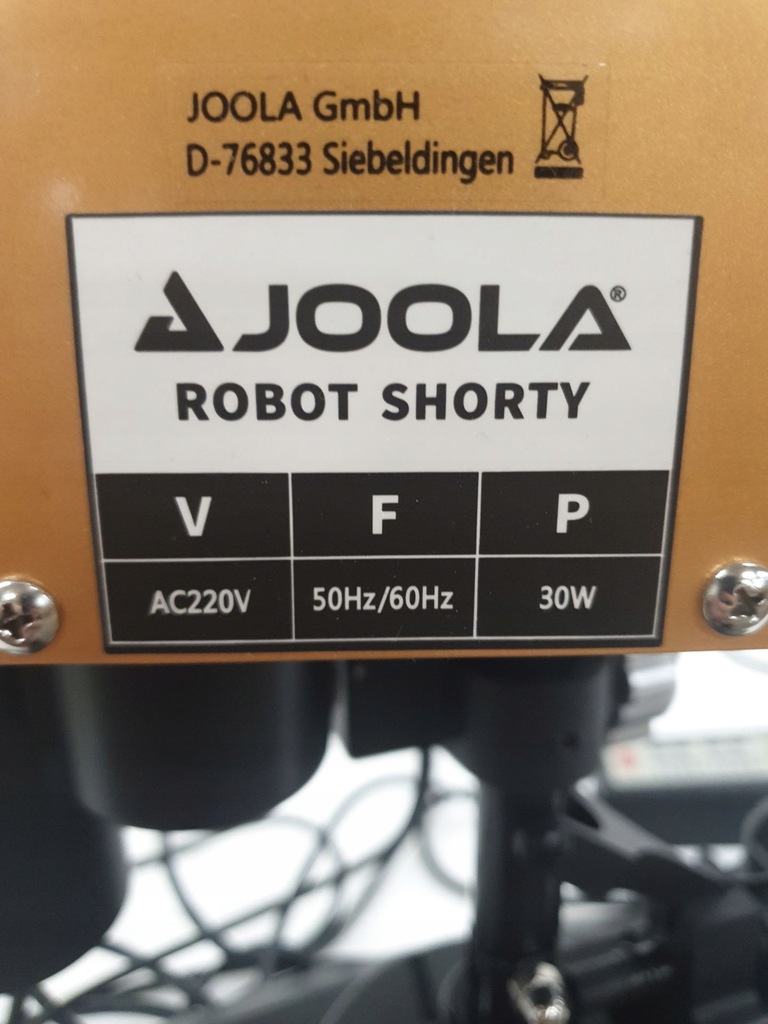 JOOLA GmbH
D-76833 Siebeldingen
JOOLA®
ROBOT SHORTY
V F P
AC220V 50Hz/60Hz 30W